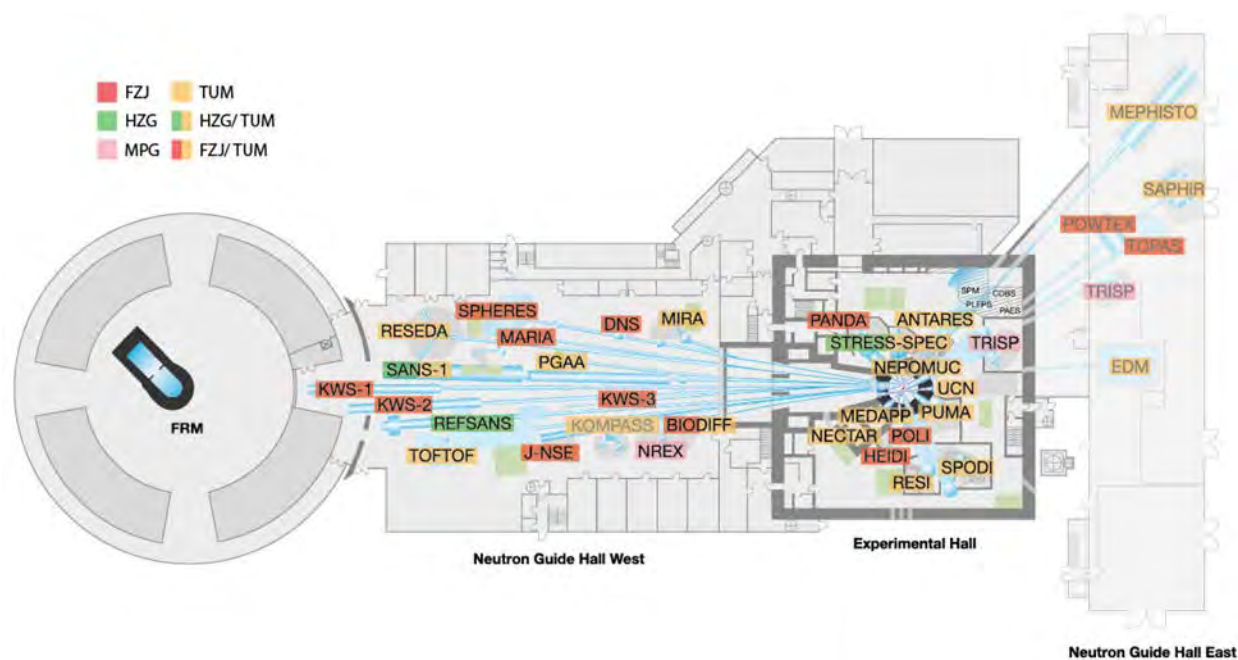 FZJ TUM
HZG HZG/ TUM
MPG FZJ/ TUM
MEPHISTO
SAPHIR
POWTEX
TOPAS
TRISP
EDM
SPM
CDBS
PLEPS
PAES
PANDA
ANTARES
STRESS-SPEC
TRISP
NEPOMUC
UCN
MEDAPP
PUMA
NECTAR
POLI
HEIDI
SPODI
RESI
SPHERES
RESEDA
MARIA
DNS
MIRA
SANS-1
PGAA
KWS-1
KWS-2
KWS-3
REFSANS
KOMPASS
BIODIFF
TOFTOF
J-NSE
NREX
FRM
Neutron Guide Hall West
Experimental Hall
Neutron Guide Hall East